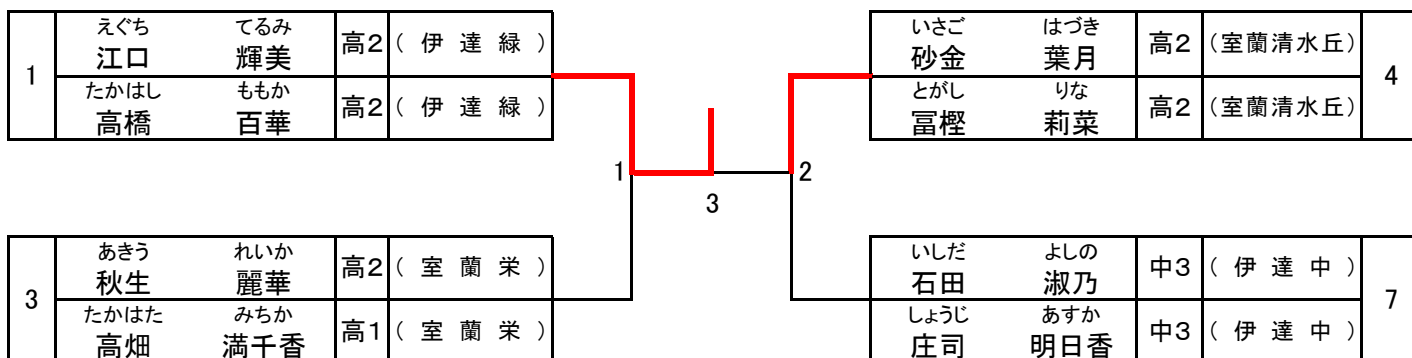 1
えぐち てるみ
江口 輝美 高2 ( 伊 達 緑 )
たかはし ももか
高橋 百華 高2 ( 伊 達 緑 )
いさご はづき
砂金 葉月 高2 (室蘭清水丘)
とがし りな
冨樫 莉菜 高2 (室蘭清水丘)
4
1
2
3
3
あきう れいか
秋生 麗華 高2 ( 室 蘭 栄 )
たかはた みちか
高畑 満千香 高1 ( 室 蘭 栄 )
いしだ よしの
石田 淑乃 中3 ( 伊 達 中 )
しょうじ あすか
庄司 明日香 中3 ( 伊 達 中 )
7